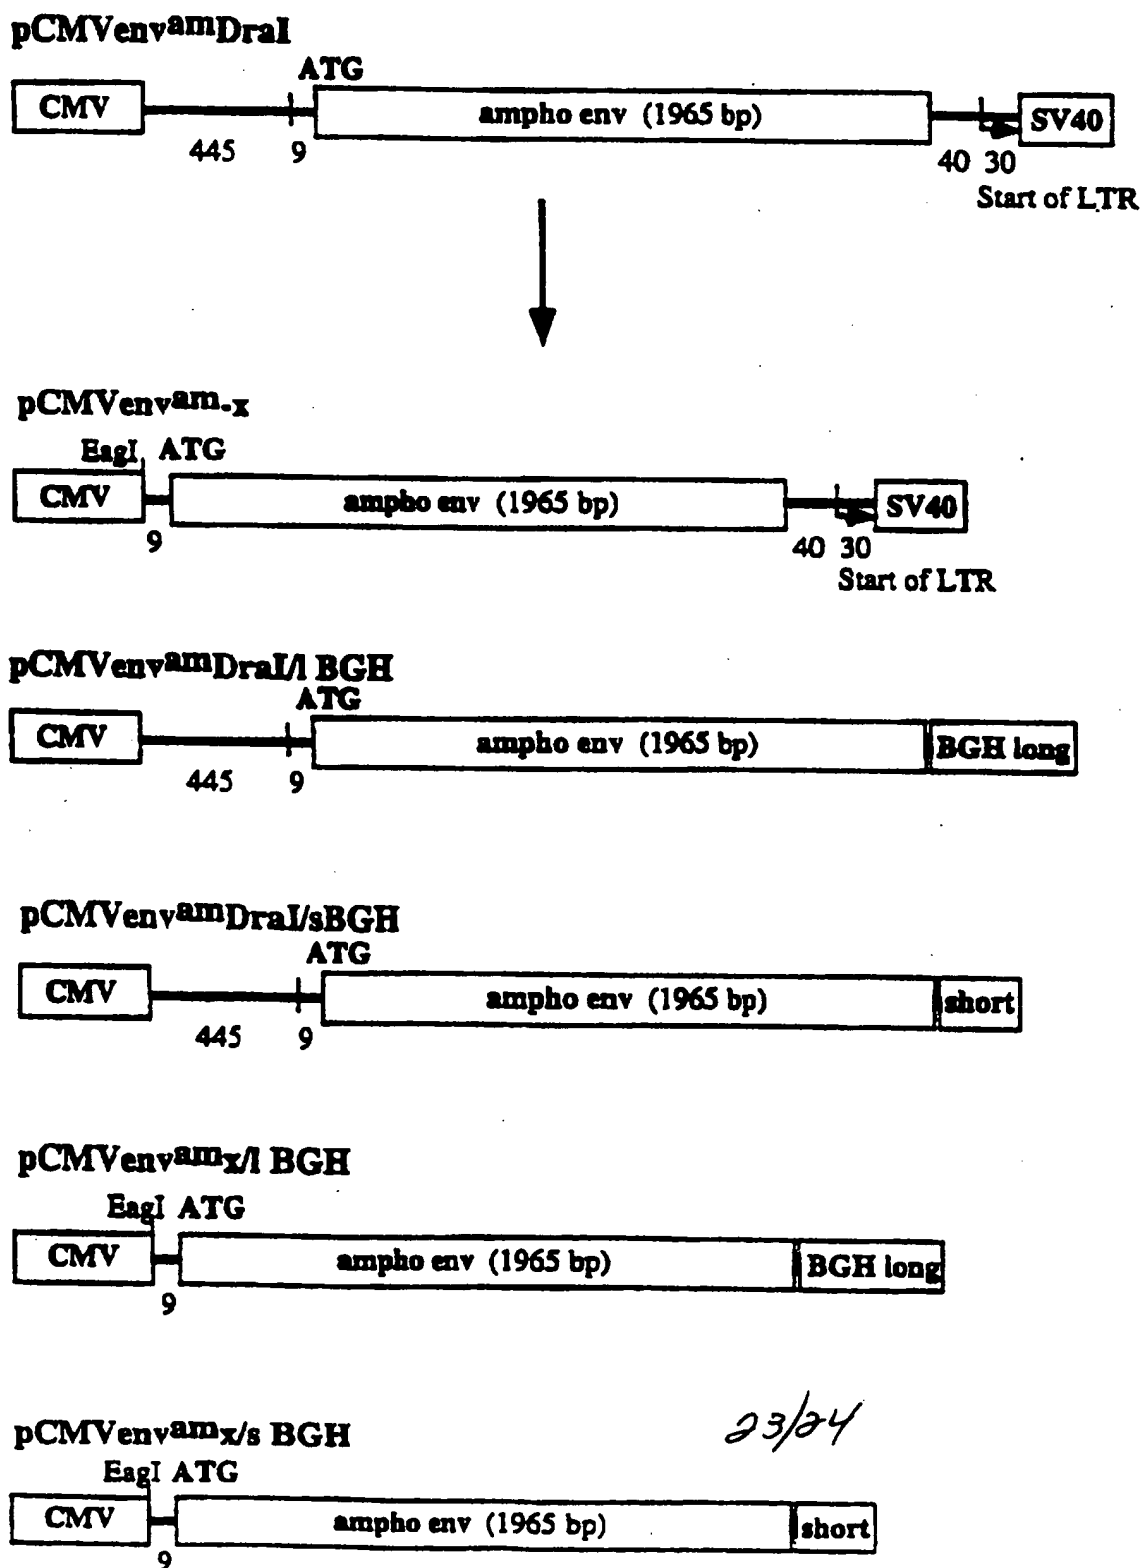 pCMVenvamDraI
ATG
CMV ampho env (1965 bp) SV40
445 9 40 30
Start of LTR
pCMVenvam-x
EagI ATG
CMV ampho env (1965 bp) SV40
9 40 30
Start of LTR
pCMVenvamDraI/l BGH
ATG
CMV ampho env (1965 bp) BGH long
445 9
pCMVenvamDraI/sBGH
ATG
CMV ampho env (1965 bp) short
445 9
pCMVenvamx/l BGH
EagI ATG
CMV ampho env (1965 bp) BGH long
9
pCMVenvamx/s BGH
23/24
EagI ATG
CMV ampho env (1965 bp) short
9